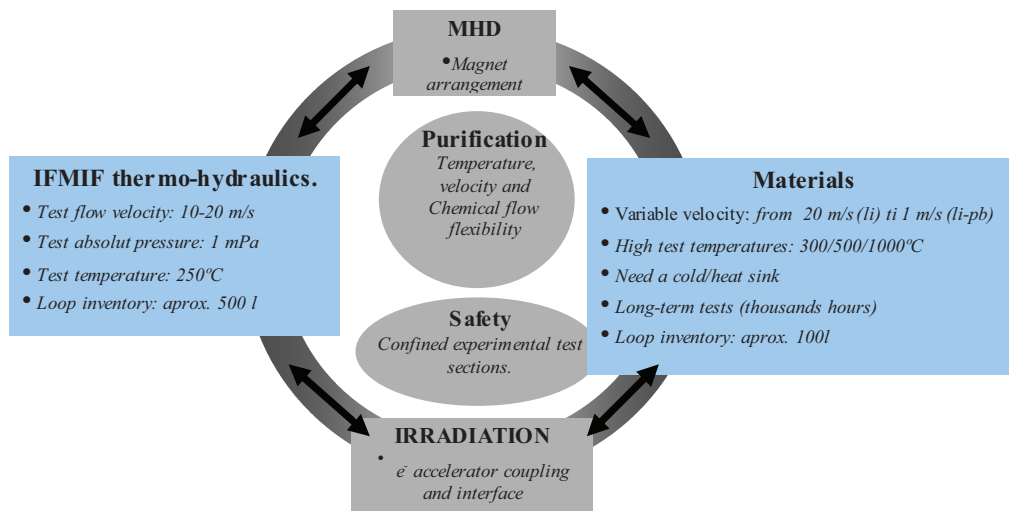 MHD
•Magnet
arrangement
Purification
Temperature,
velocity and
Chemical flow
flexibility
IFMIF thermo-hydraulics.
• Test flow velocity: 10-20 m/s
• Test absolut pressure: 1 mPa
• Test temperature: 250ºC
• Loop inventory: aprox. 500 l
Materials
• Variable velocity: from 20 m/s (li) ti 1 m/s (li-pb)
• High test temperatures: 300/500/1000ºC
• Need a cold/heat sink
• Long-term tests (thousands hours)
• Loop inventory: aprox. 100l
Safety
Confined experimental test
sections.
IRRADIATION
• e⁻ accelerator coupling
and interface